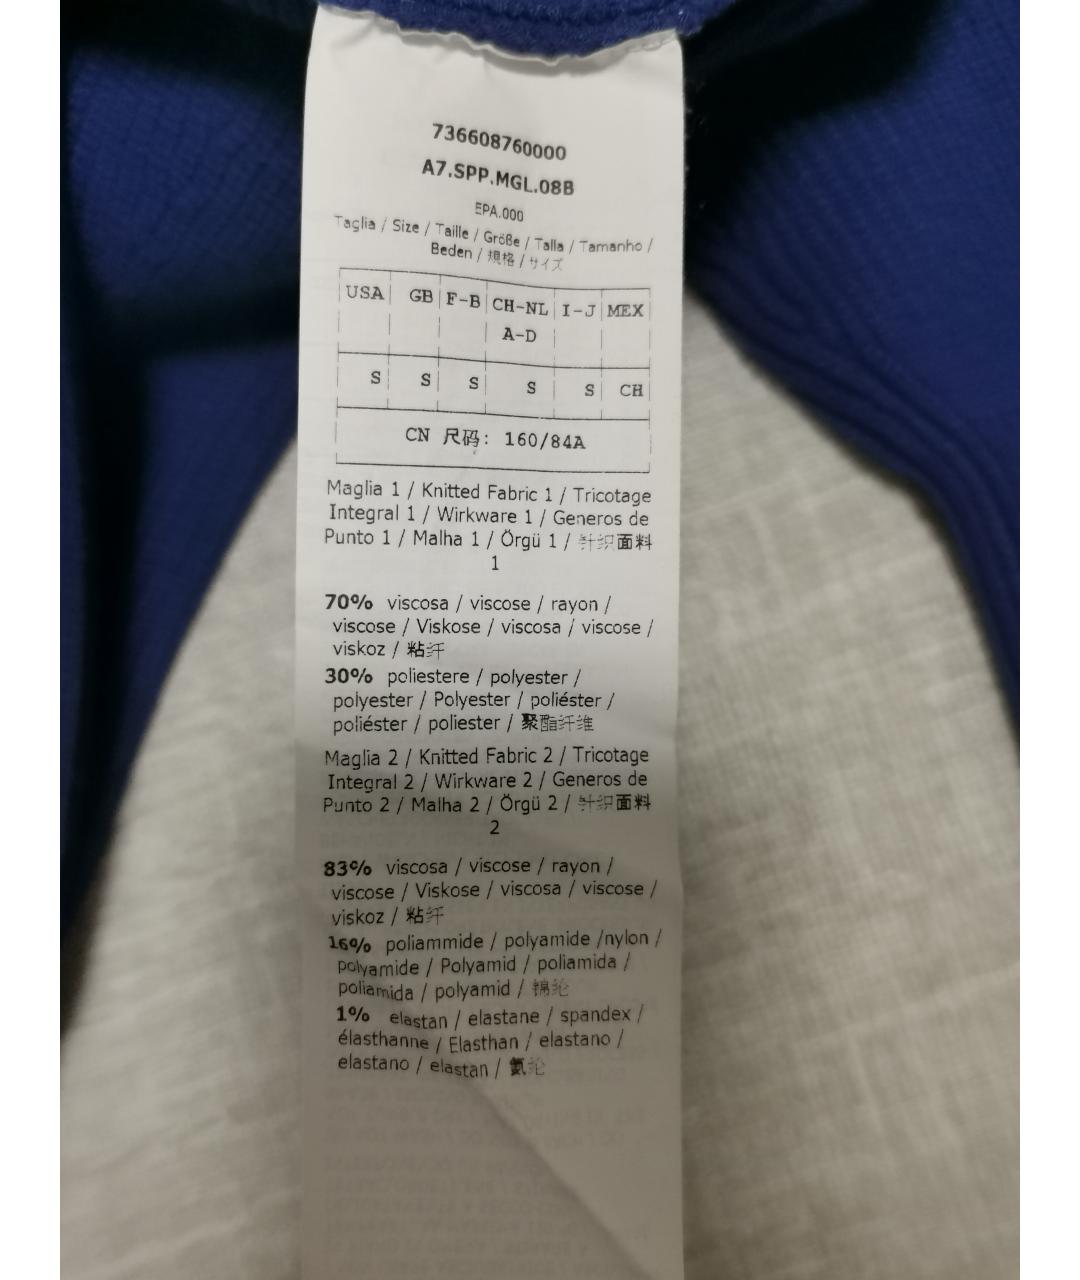 736608760000
A7.SPP.MGL.08B
EPA.000
Taglia / Size / Taille / Größe / Talla / Tamanho /
Beden / 規格 / サイズ
USA GB F-B CH-NL I-J MEX
A-D
S S S S S CH
CN 尺码: 160/84A
Maglia 1 / Knitted Fabric 1 / Tricotage
Integral 1 / Wirkware 1 / Generos de
Punto 1 / Malha 1 / Örgü 1 / 针织面料
1
70% viscosa / viscose / rayon /
viscose / Viskose / viscosa / viscose /
viskoz / 粘纤
30% poliestere / polyester /
polyester / Polyester / poliéster /
poliéster / poliester / 聚酯纤维
Maglia 2 / Knitted Fabric 2 / Tricotage
Integral 2 / Wirkware 2 / Generos de
Punto 2 / Malha 2 / Örgü 2 / 针织面料
2
83% viscosa / viscose / rayon /
viscose / Viskose / viscosa / viscose /
viskoz / 粘纤
16% poliammide / polyamide /nylon /
polyamide / Polyamid / poliamida /
poliamida / polyamid / 锦纶
1% elastan / elastane / spandex /
élasthanne / Elasthan / elastano /
elastano / elastan / 氨纶